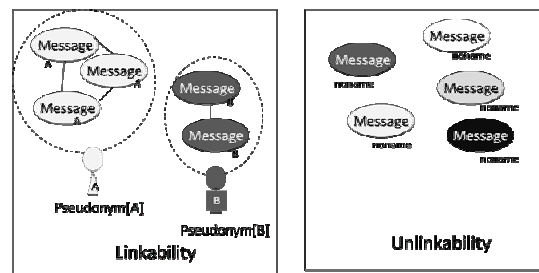 Message
A
Message
A
Message
A
A
Pseudonym[A]
Message
B
Message
B
B
Pseudonym[B]
Linkability
Message
noname
Message
noname
Message
noname
Message
noname
Message
noname
Unlinkability